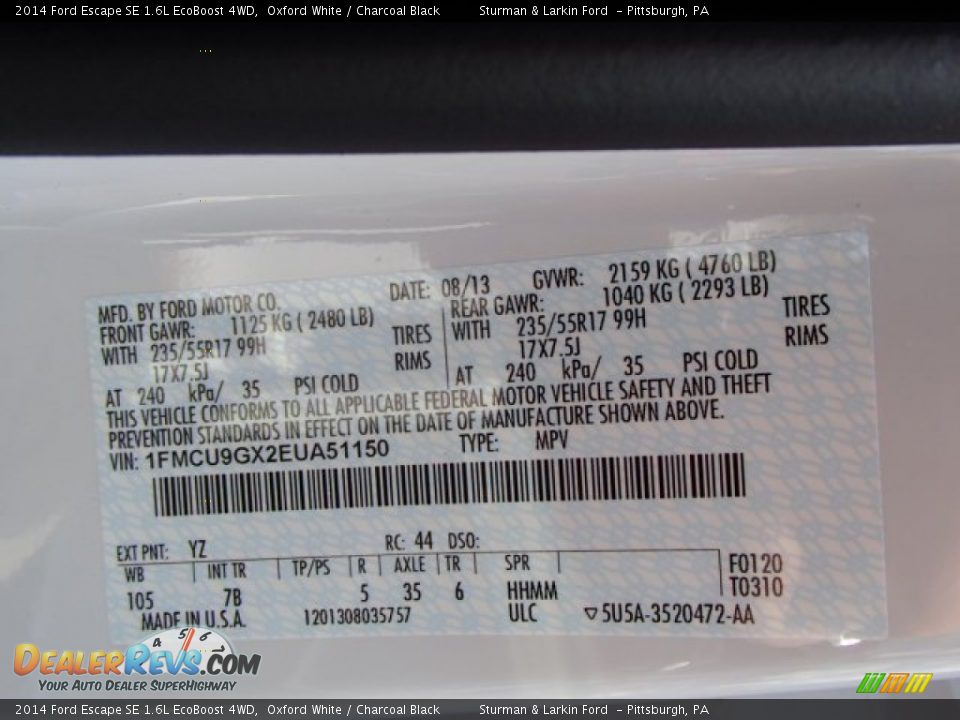 2014 Ford Escape SE 1.6L EcoBoost 4WD, Oxford White / Charcoal Black Sturman & Larkin Ford - Pittsburgh, PA
MFD. BY FORD MOTOR CO. DATE: 08/13 GVWR: 2159 KG ( 4760 LB)
FRONT GAWR: 1125 KG ( 2480 LB) REAR GAWR: 1040 KG ( 2293 LB)
WITH 235/55R17 99H TIRES WITH 235/55R17 99H TIRES
17X7.5J RIMS 17X7.5J RIMS
AT 240 kPa/ 35 PSI COLD AT 240 kPa/ 35 PSI COLD
THIS VEHICLE CONFORMS TO ALL APPLICABLE FEDERAL MOTOR VEHICLE SAFETY AND THEFT
PREVENTION STANDARDS IN EFFECT ON THE DATE OF MANUFACTURE SHOWN ABOVE.
VIN: 1FMCU9GX2EUA51150 TYPE: MPV
EXT PNT: YZ RC: 44 DSO:
WB INT TR TP/PS R AXLE TR SPR F0120
105 7B 5 35 6 HHMM T0310
MADE IN U.S.A. 1201308035757 ULC ▽5U5A-3520472-AA
4 5 6
DEALERREVS.COM
YOUR AUTO DEALER SUPERHIGHWAY
2014 Ford Escape SE 1.6L EcoBoost 4WD, Oxford White / Charcoal Black Sturman & Larkin Ford - Pittsburgh, PA